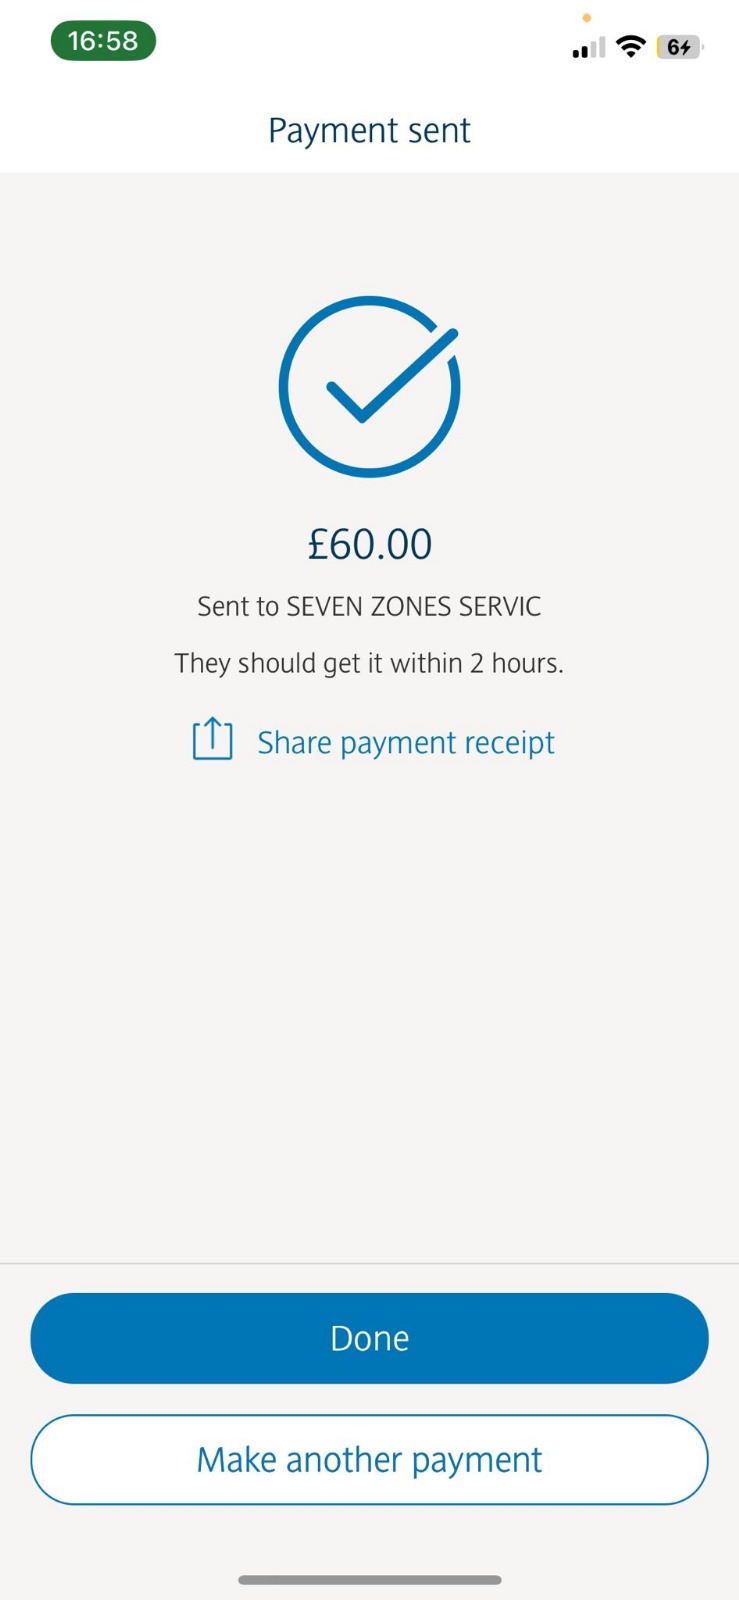 16:58
6
Payment sent
£60.00
Sent to SEVEN ZONES SERVIC
They should get it within 2 hours.
Share payment receipt
Done
Make another payment